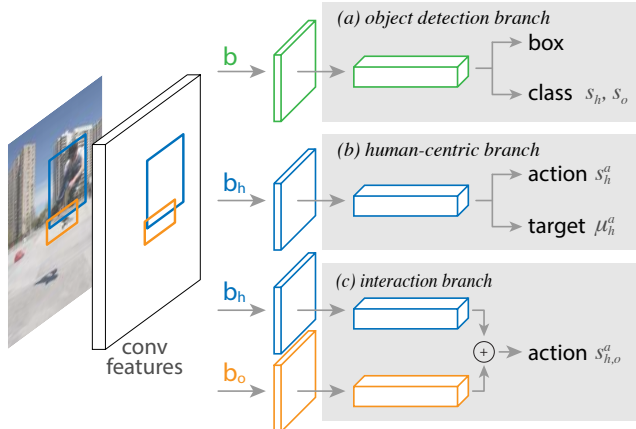 (a) object detection branch
b
box
class s_h, s_o
(b) human-centric branch
b_h
action s_h^a
target μ_h^a
(c) interaction branch
b_h
+
action s_{h,o}^a
b_o
conv
features